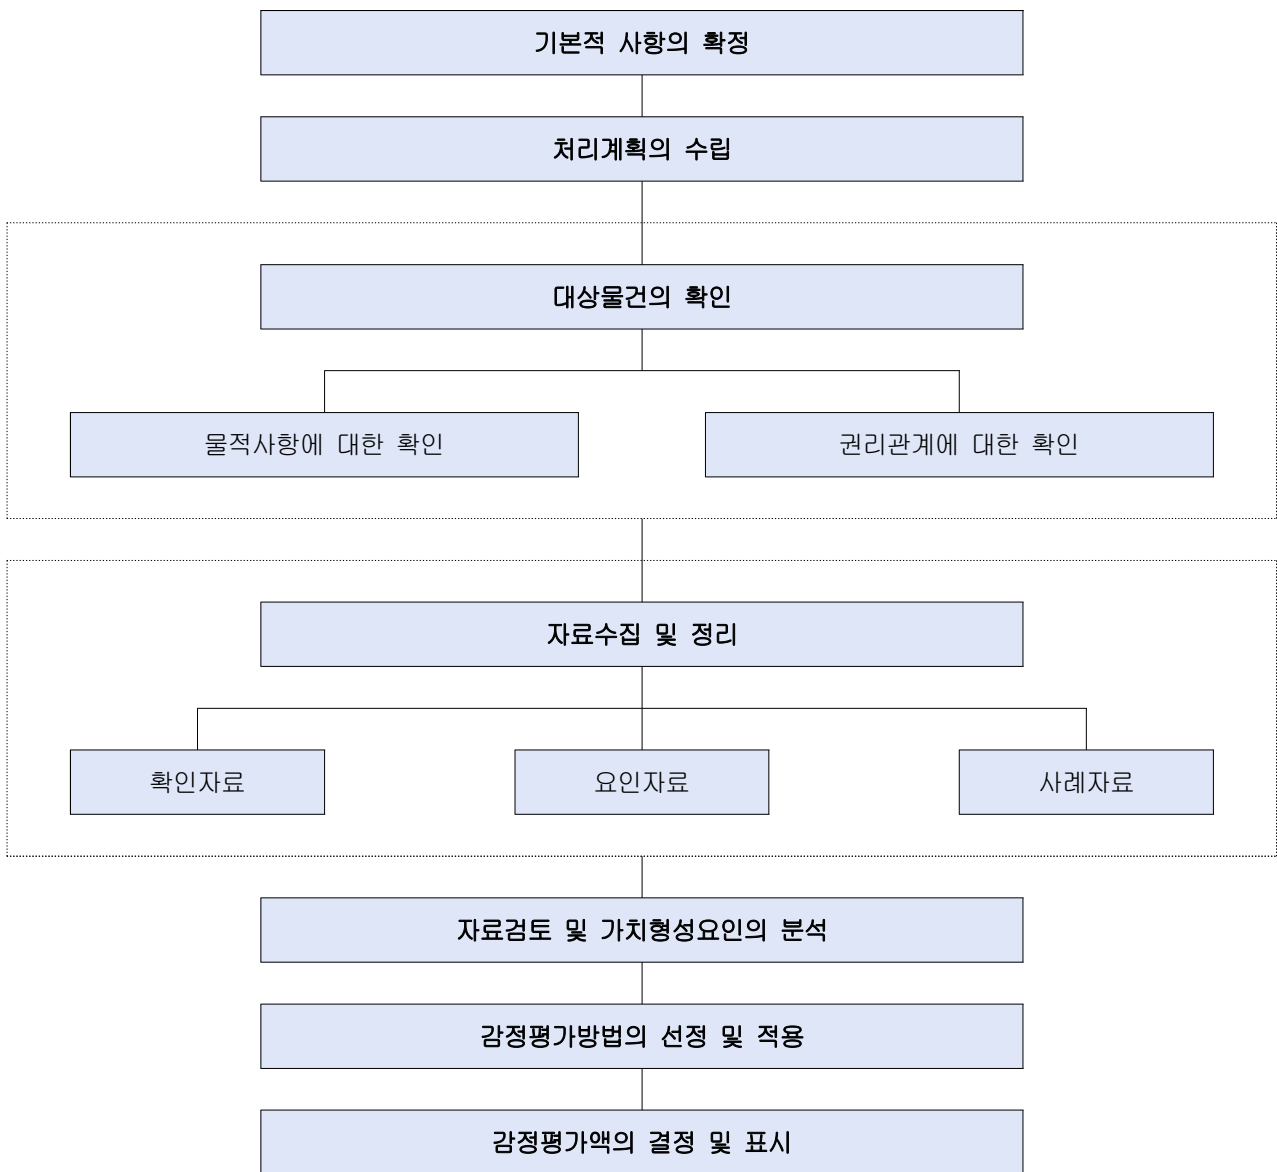 기본적 사항의 확정
처리계획의 수립
대상물건의 확인
물적사항에 대한 확인
권리관계에 대한 확인
자료수집 및 정리
확인자료
요인자료
사례자료
자료검토 및 가치형성요인의 분석
감정평가방법의 선정 및 적용
감정평가액의 결정 및 표시